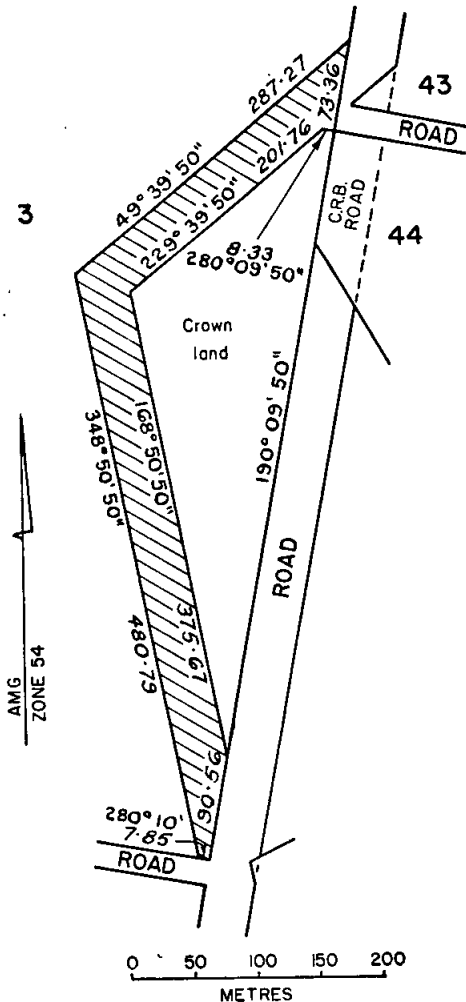 287.27
43
73.36
ROAD
201.76
49° 39' 50"
3
C.R.B.
ROAD
229° 39' 50"
44
8.33
280° 09' 50"
Crown
land
190° 09' 50"
168° 50' 50"
348° 50' 50"
ROAD
375.67
480.79
AMG
ZONE 54
90.56
280° 10'
7.85
ROAD
0 50 100 150 200
METRES